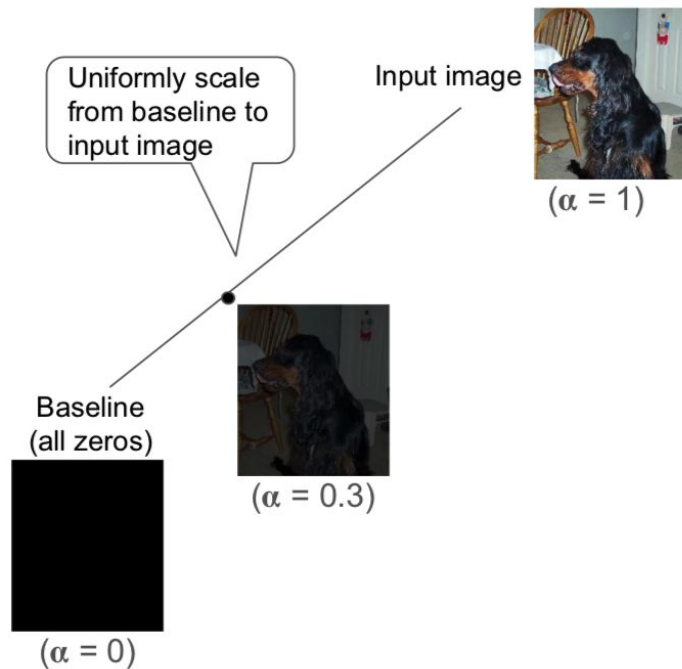 Uniformly scale
from baseline to
input image
Input image
(α = 1)
(α = 0.3)
Baseline
(all zeros)
(α = 0)